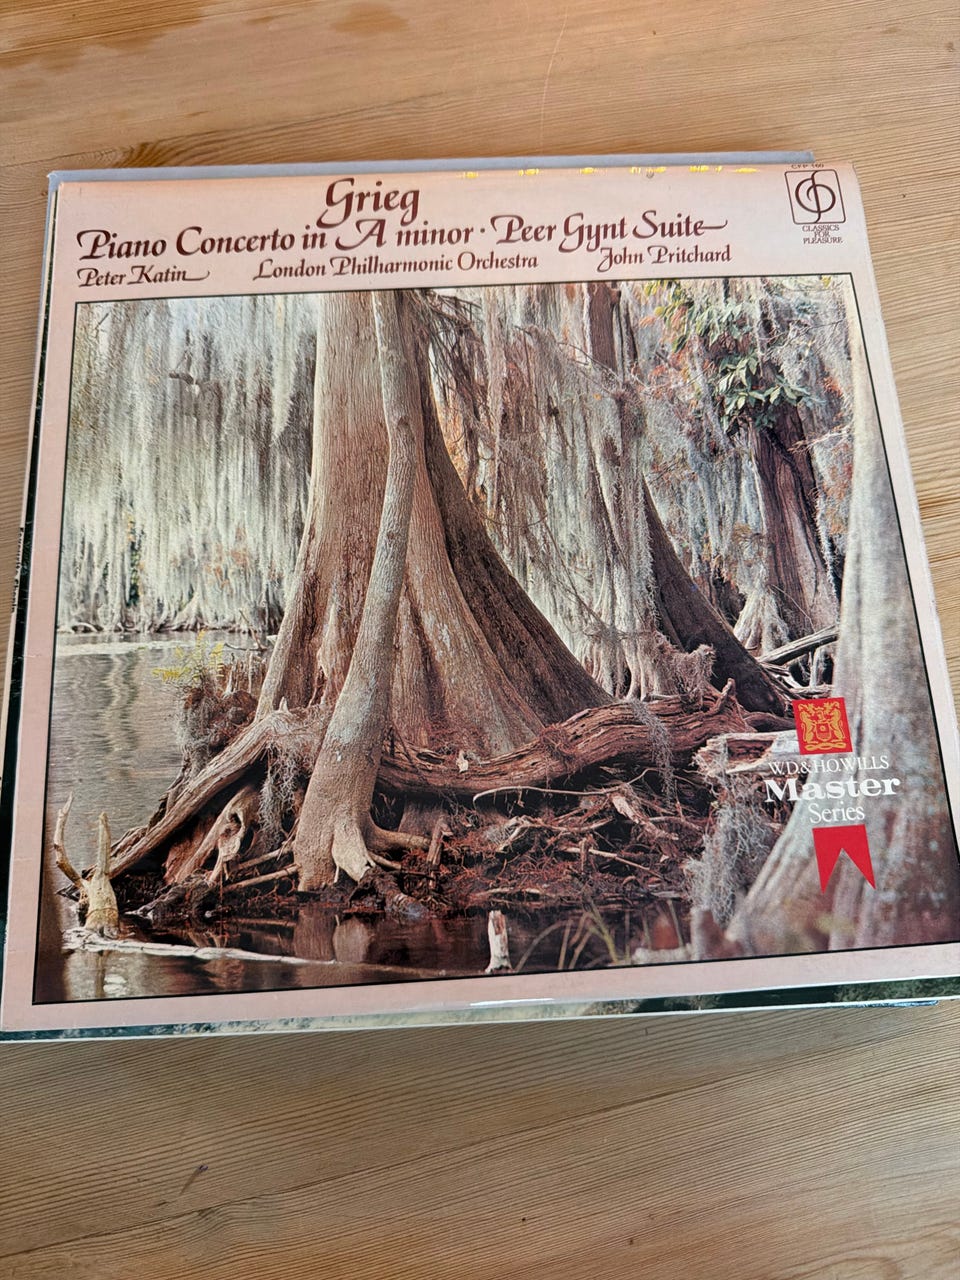 CFP 160
Grieg
Piano Concerto in A minor · Peer Gynt Suite
Peter Katin London Philharmonic Orchestra John Pritchard
CLASSICS
FOR
PLEASURE
W.D.&H.O.WILLS
Master
Series